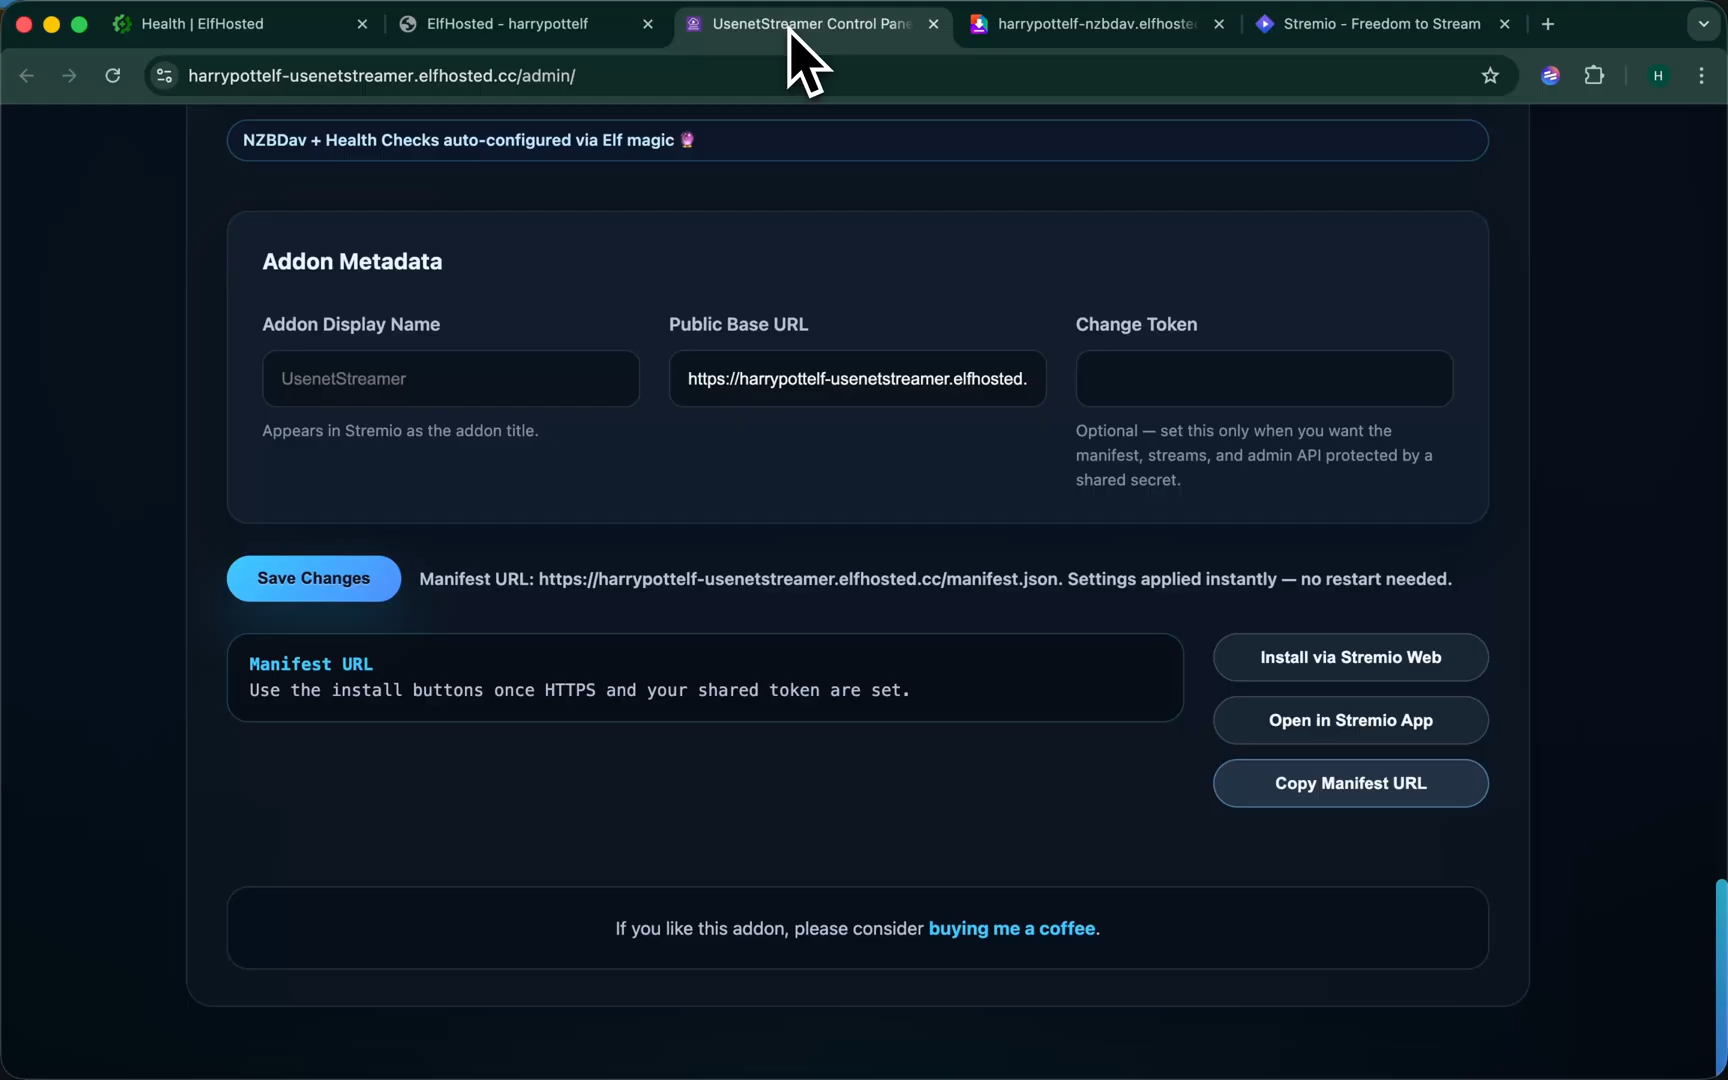 Health | ElfHosted
ElfHosted - harrypottelf
UsenetStreamer Control Pane
harrypottelf-nzbdav.elfhosted
Stremio - Freedom to Stream
harrypottelf-usenetstreamer.elfhosted.cc/admin/
H
NZBDav + Health Checks auto-configured via Elf magic 🔮
Addon Metadata
Addon Display Name
Public Base URL
Change Token
UsenetStreamer
https://harrypottelf-usenetstreamer.elfhosted.
Appears in Stremio as the addon title.
Optional — set this only when you want the
manifest, streams, and admin API protected by a
shared secret.
Save Changes
Manifest URL: https://harrypottelf-usenetstreamer.elfhosted.cc/manifest.json. Settings applied instantly — no restart needed.
Manifest URL
Use the install buttons once HTTPS and your shared token are set.
Install via Stremio Web
Open in Stremio App
Copy Manifest URL
If you like this addon, please consider buying me a coffee.